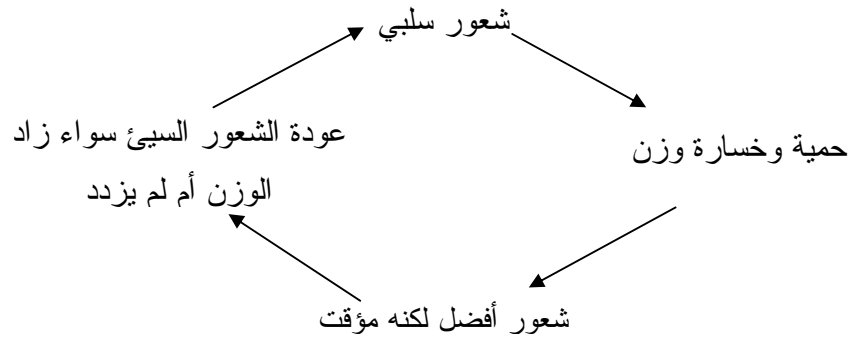 شعور سلبي
حمية وخسارة وزن
عودة الشعور السيئ سواء زاد
الوزن أم لم يزدد
شعور أفضل لكنه مؤقت